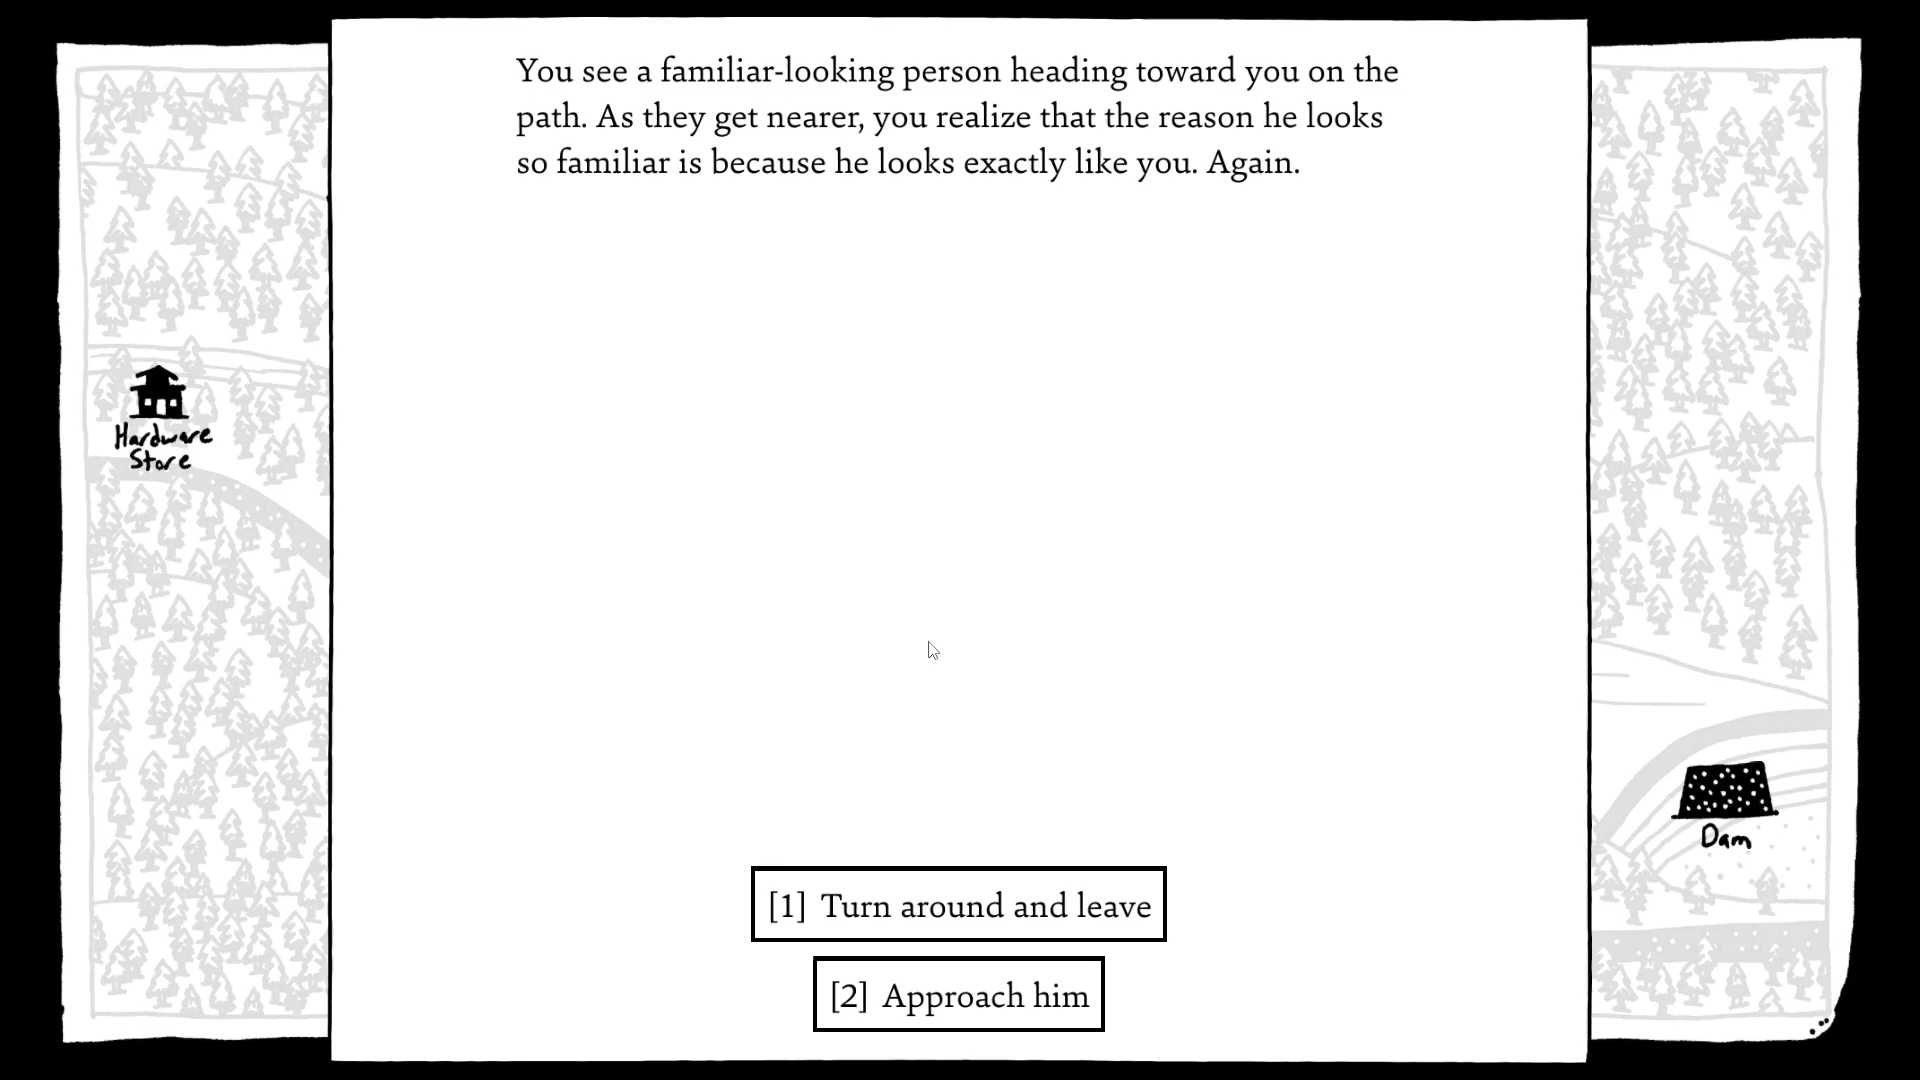 You see a familiar-looking person heading toward you on the
path. As they get nearer, you realize that the reason he looks
so familiar is because he looks exactly like you. Again.
Hardware
Store
Dam
[1] Turn around and leave
[2] Approach him